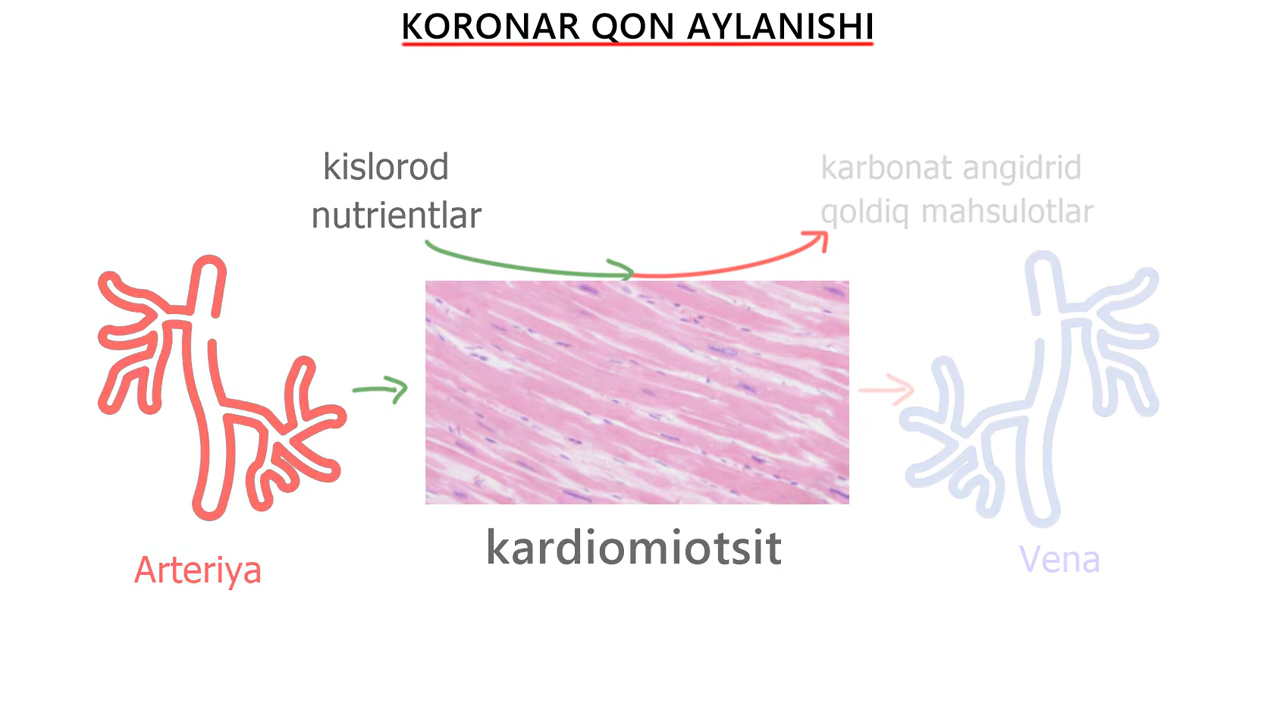 KORONAR QON AYLANISHI
kislorod
nutrientlar
karbonat angidrid
qoldiq mahsulotlar
kardiomiotsit
Arteriya
Vena